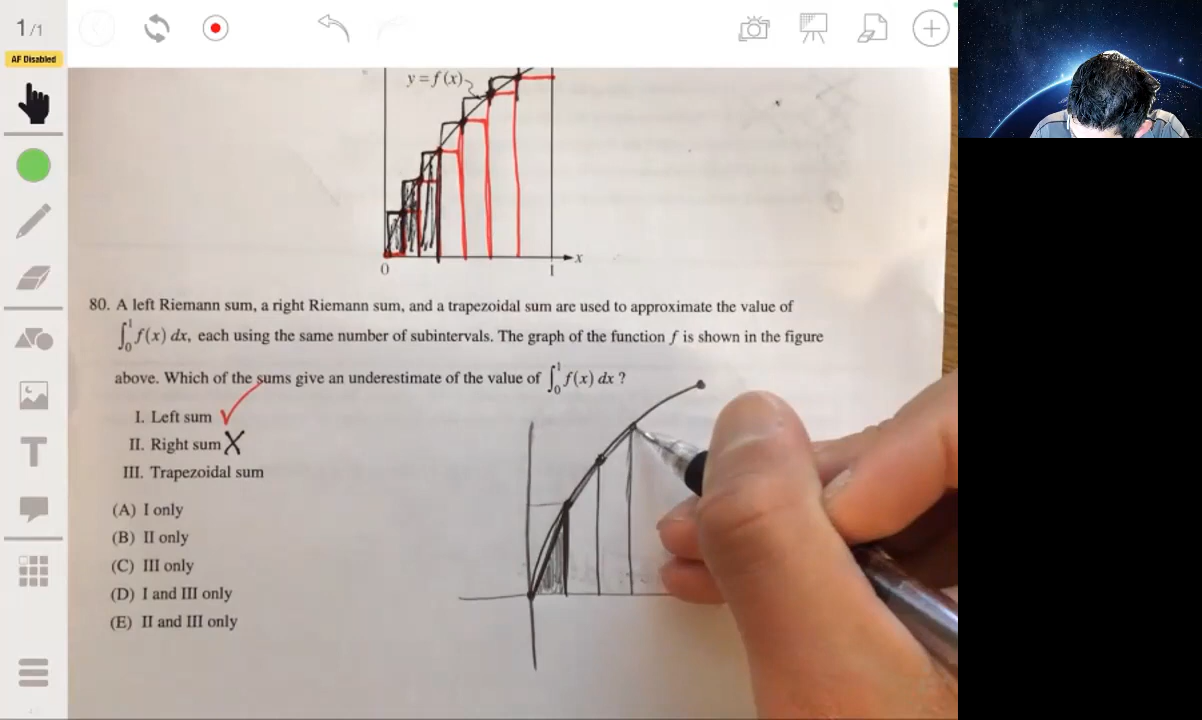 1/1
AF Disabled
y = f(x)
0 1 x
80. A left Riemann sum, a right Riemann sum, and a trapezoidal sum are used to approximate the value of
∫₀¹ f(x) dx, each using the same number of subintervals. The graph of the function f is shown in the figure
above. Which of the sums give an underestimate of the value of ∫₀¹ f(x) dx ?
I. Left sum
II. Right sum
III. Trapezoidal sum
(A) I only
(B) II only
(C) III only
(D) I and III only
(E) II and III only
T